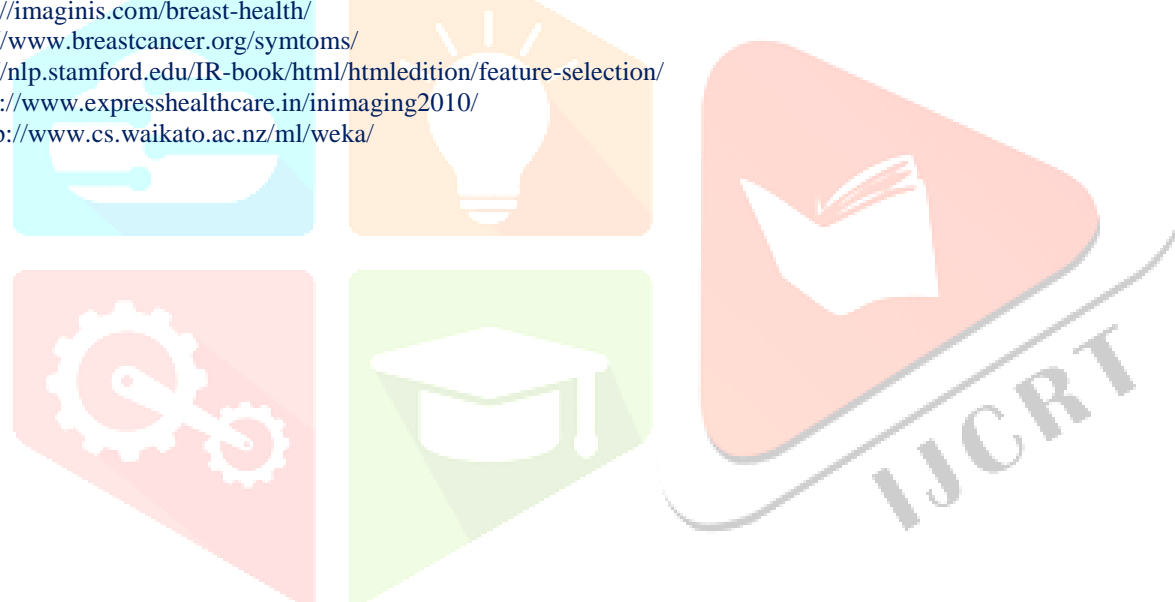 //imaginis.com/breast-health/
/www.breastcancer.org/symtoms/
/nlp.stamford.edu/IR-book/html/htmledition/feature-selection/
://www.expresshealthcare.in/inimaging2010/
p://www.cs.waikato.ac.nz/ml/weka/
IJCRT